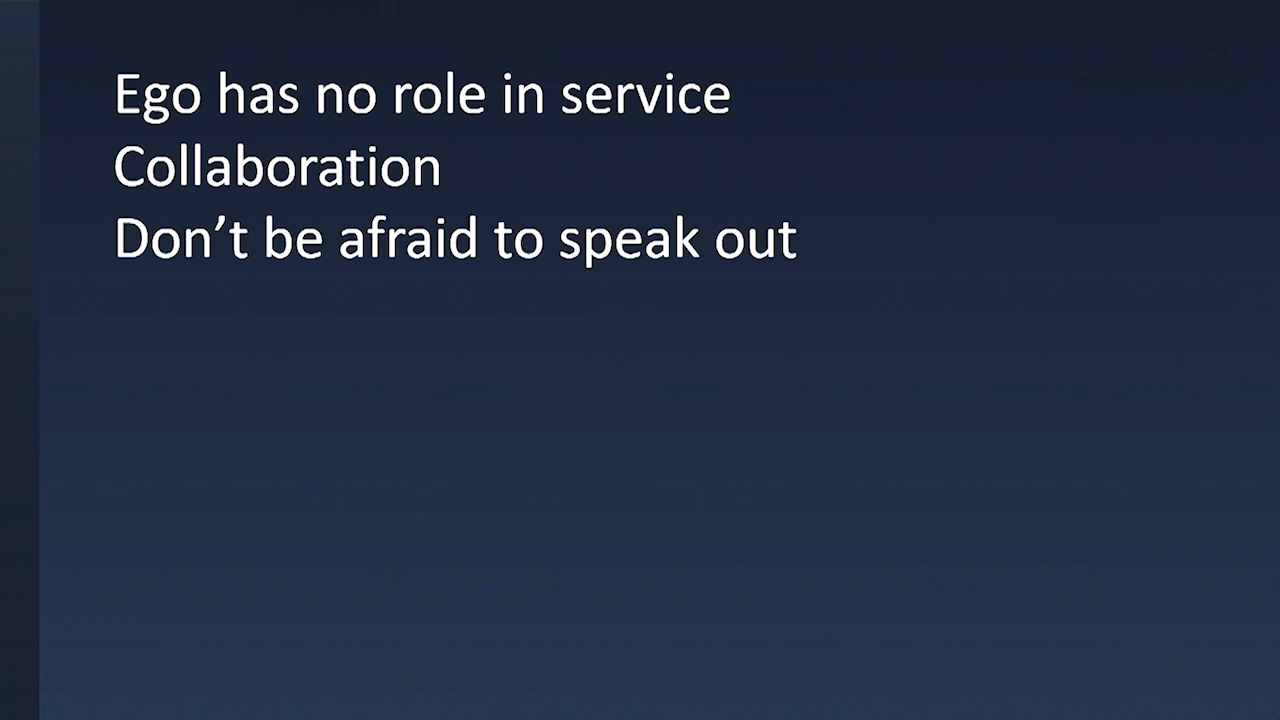 Ego has no role in service
Collaboration
Don’t be afraid to speak out